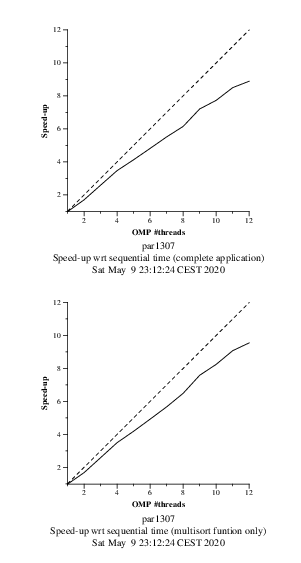 12
10
8
6
4
2
Speed-up
2 4 6 8 10 12
OMP #threads
par1307
Speed-up wrt sequential time (complete application)
Sat May 9 23:12:24 CEST 2020
12
10
8
6
4
2
Speed-up
2 4 6 8 10 12
OMP #threads
par1307
Speed-up wrt sequential time (multisort funtion only)
Sat May 9 23:12:24 CEST 2020